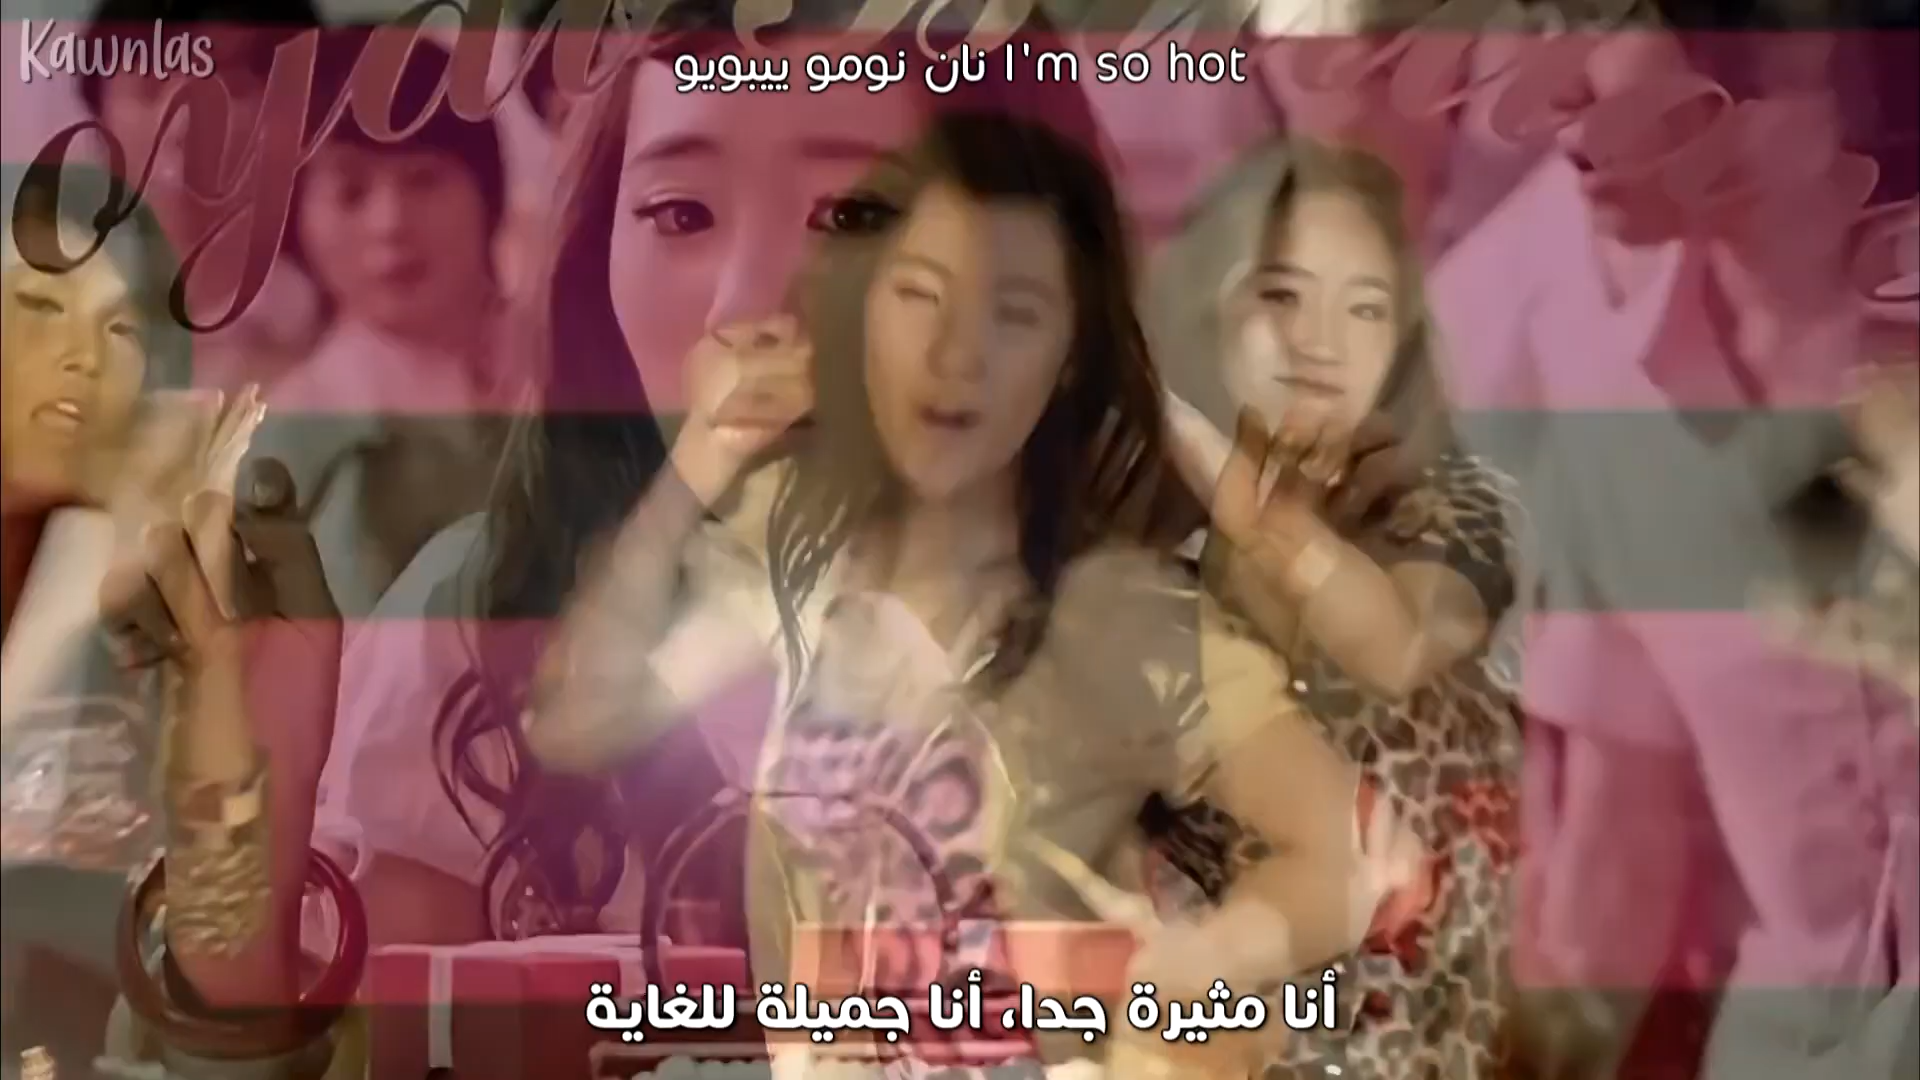 Kawnlas
I'm so hot نان نومو ييبويو
أنا مثيرة جدا، أنا جميلة للغاية